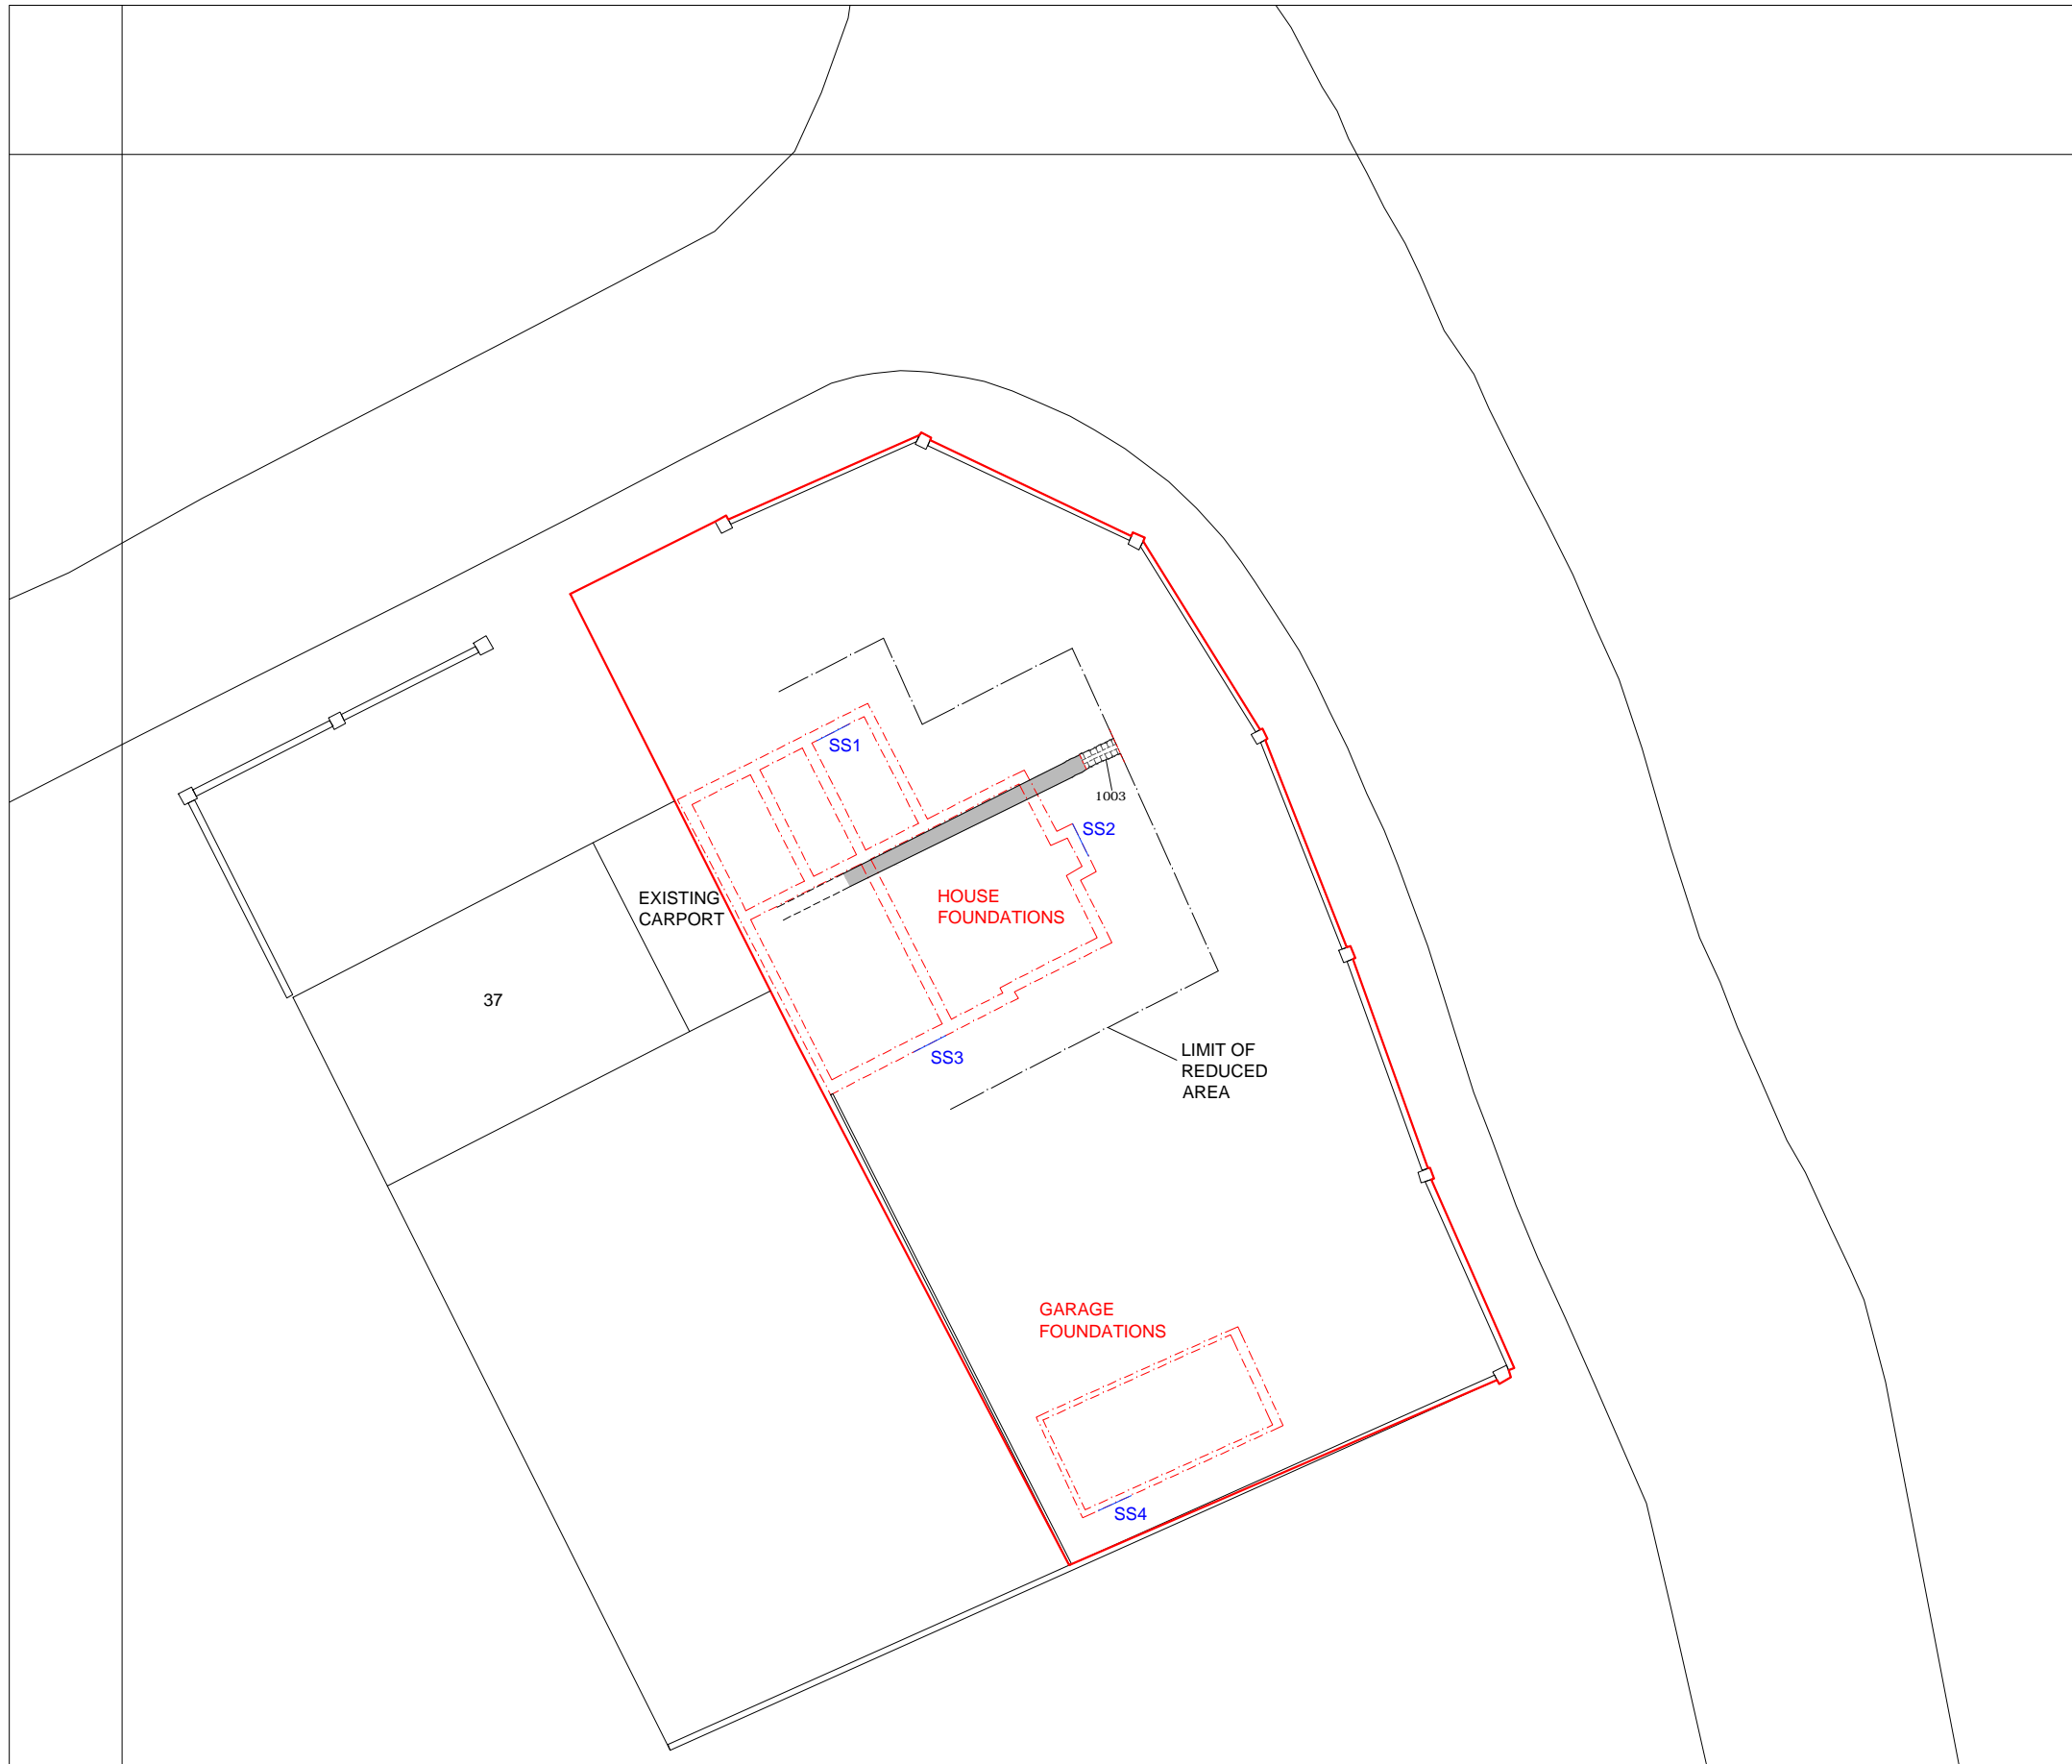 SS1
1003
SS2
EXISTING
CARPORT
HOUSE
FOUNDATIONS
37
SS3
LIMIT OF
REDUCED
AREA
GARAGE
FOUNDATIONS
SS4